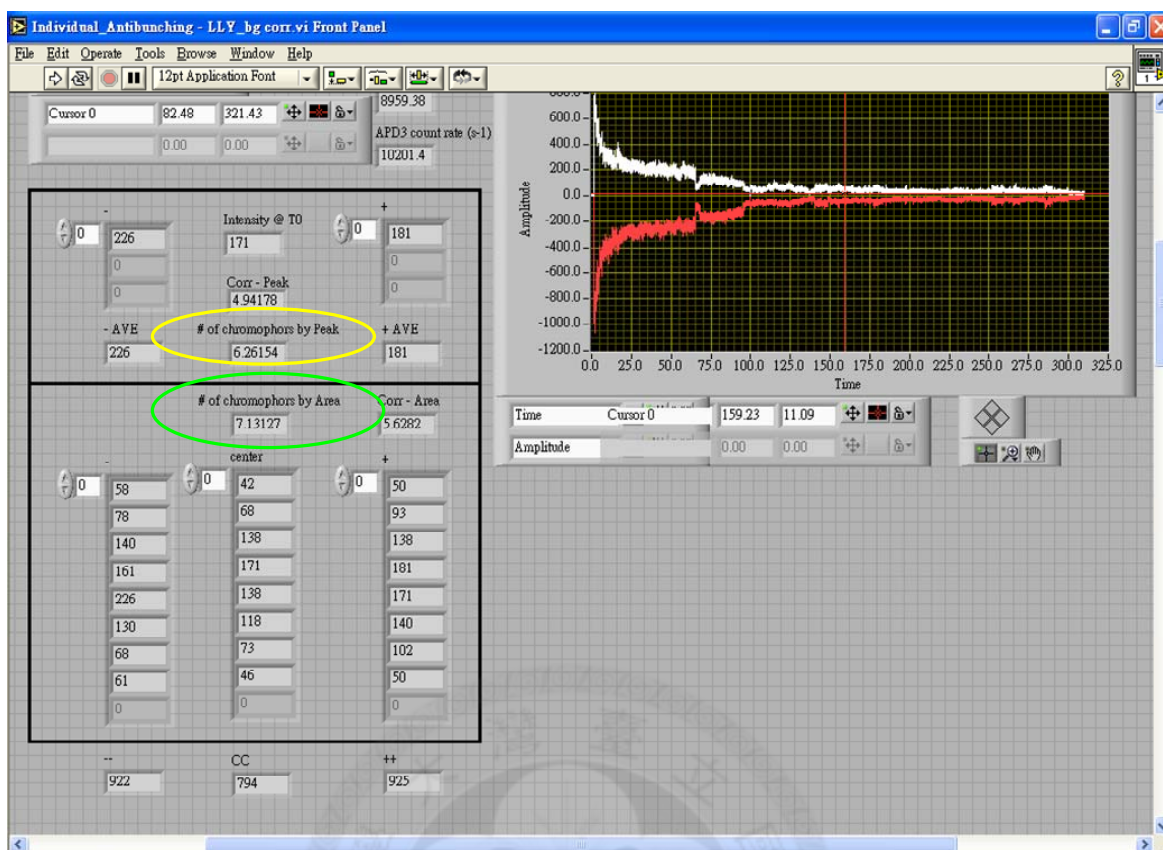 Individual_Antibunching - LLY_bg corr.vi Front Panel
File Edit Operate Tools Browse Window Help
12pt Application Font
Cursor 0 82.48 321.43
0.00 0.00
8959.38
APD3 count rate (s-1)
10201.4
- Intensity @ T0 +
0 226 171 0 181
0 0
Corr - Peak
0 4.94178 0
- AVE # of chromophors by Peak + AVE
226 6.26154 181
# of chromophors by Area Corr - Area
7.13127 5.6282
- center +
0 58 0 42 0 50
78 68 93
140 138 138
161 171 181
226 138 171
130 118 140
68 73 102
61 46 50
0 0 0
-- CC ++
922 794 925
600.0
400.0
200.0
0.0
-200.0
-400.0
-600.0
-800.0
-1000.0
-1200.0
Amplitude
0.0 25.0 50.0 75.0 100.0 125.0 150.0 175.0 200.0 225.0 250.0 275.0 300.0 325.0
Time
Time Cursor 0 159.23 11.09
Amplitude 0.00 0.00